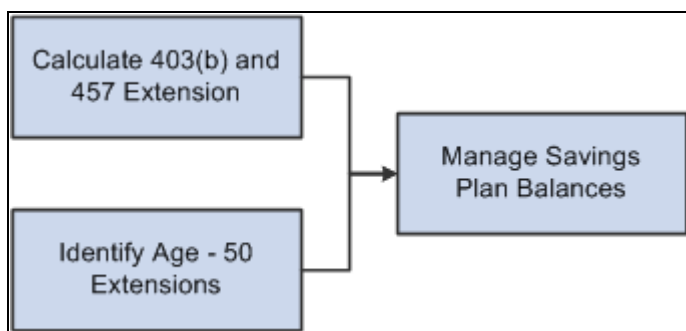 Calculate 403(b) and
457 Extension
Manage Savings
Plan Balances
Identify Age - 50
Extensions